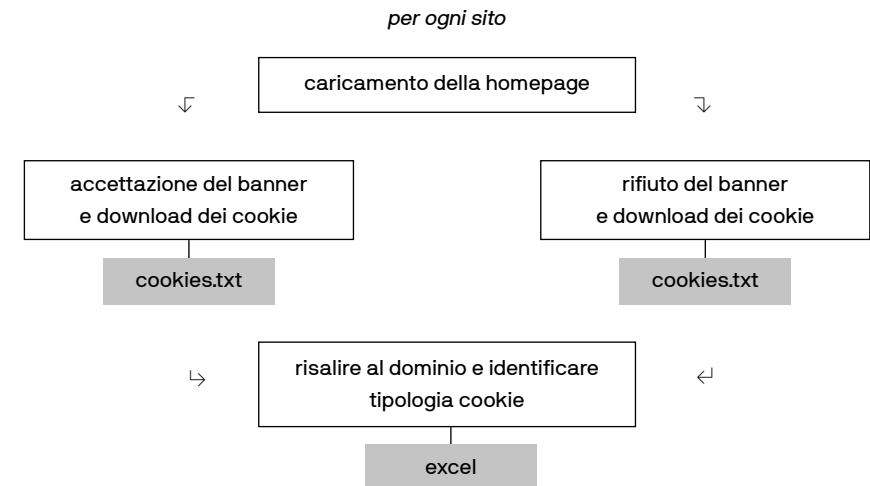 per ogni sito
caricamento della homepage
accettazione del banner
e download dei cookie
cookies.txt
rifiuto del banner
e download dei cookie
cookies.txt
risalire al dominio e identificare
tipologia cookie
excel